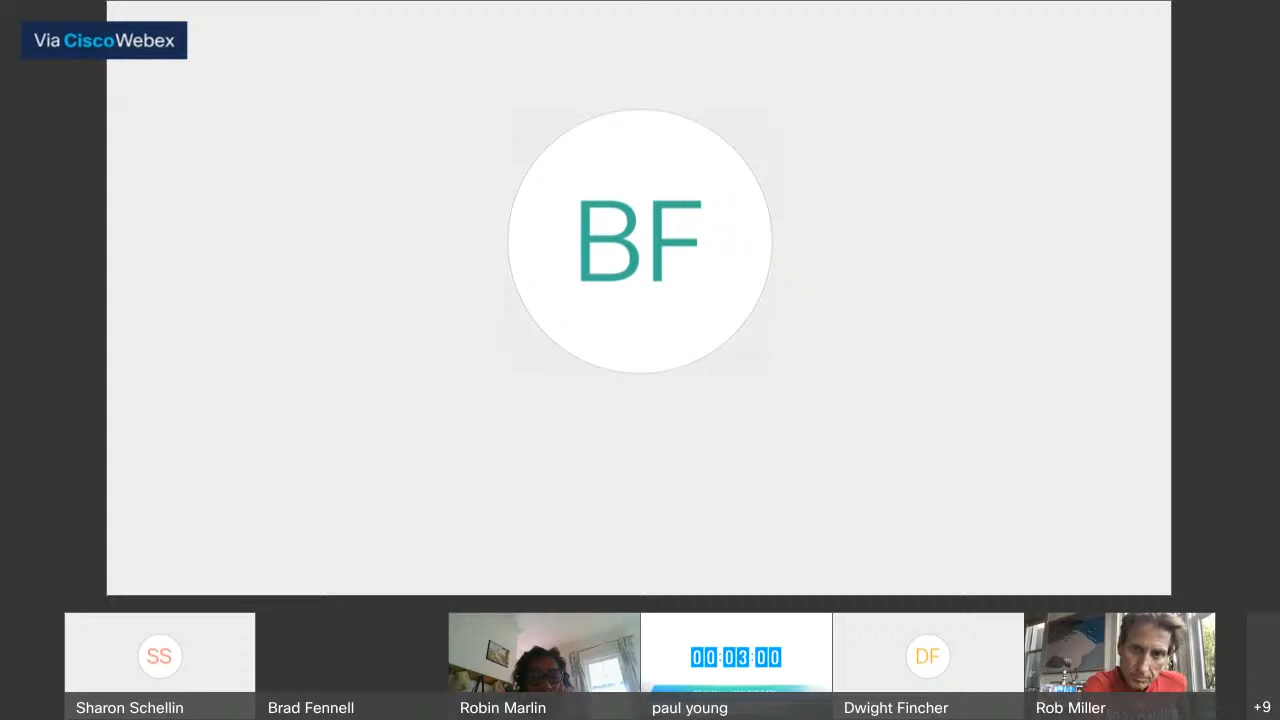 Via CiscoWebex
BF
SS
00:03:00
DF
Sharon Schellin
Brad Fennell
Robin Marlin
paul young
Dwight Fincher
Rob Miller
+9